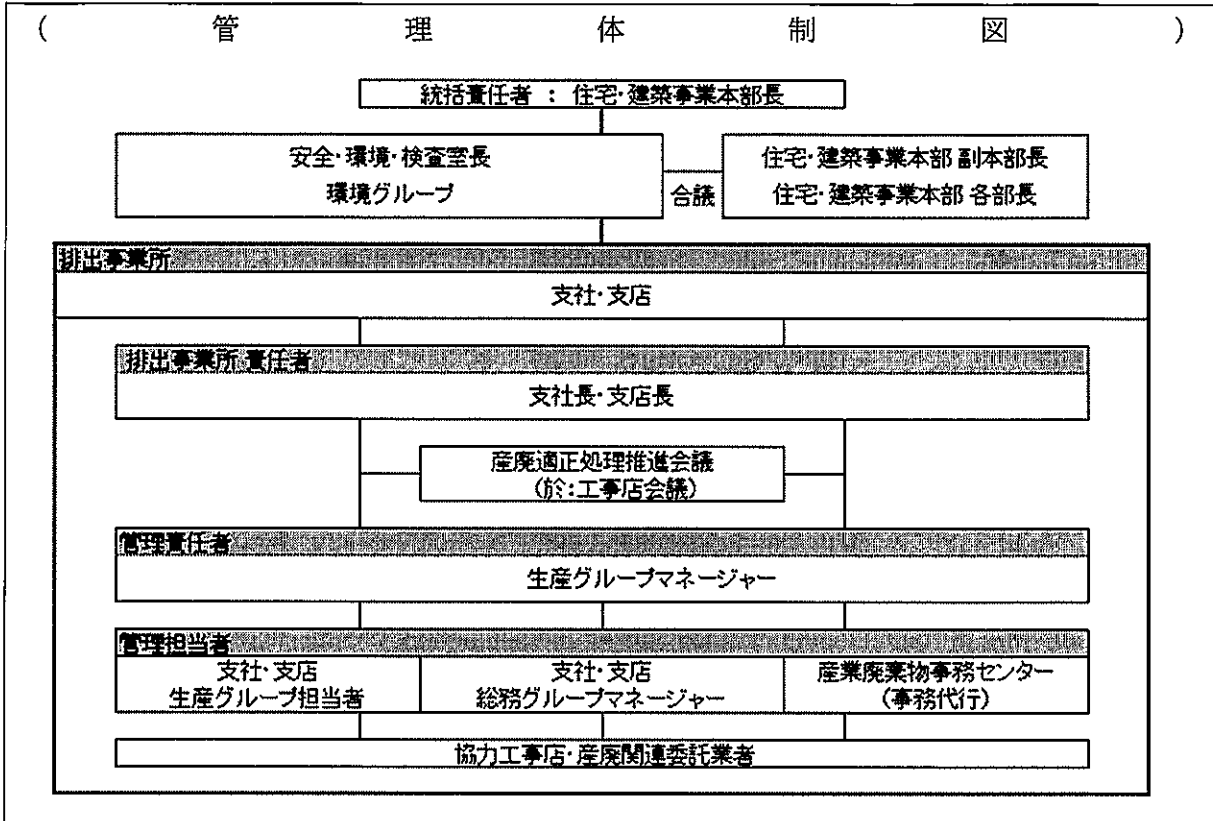 ( 管 理 体 制 図 )
統括責任者 : 住宅・建築事業本部長
安全・環境・検査室長
環境グループ
合議
住宅・建築事業本部 副本部長
住宅・建築事業本部 各部長
排出事業所
支社・支店
排出事業所 責任者
支社長・支店長
産廃適正処理推進会議
(於:工事店会議)
管理責任者
生産グループマネージャー
管理担当者
支社・支店
生産グループ担当者
支社・支店
総務グループマネージャー
産業廃棄物事務センター
(事務代行)
協力工事店・産廃関連委託業者